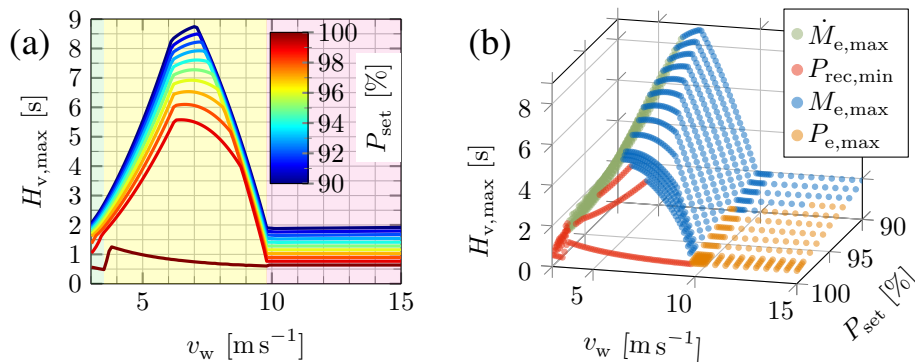 (a)
H_v,max [s]
9
8
7
6
5
4
3
2
1
0
5
10
15
v_w [m s⁻¹]
100
98
96
94
92
90
P_set [%]
(b)
H_v,max [s]
8
6
4
2
0
5
10
15
v_w [m s⁻¹]
90
95
100
P_set [%]
Ṁ_e,max
P_rec,min
M_e,max
P_e,max